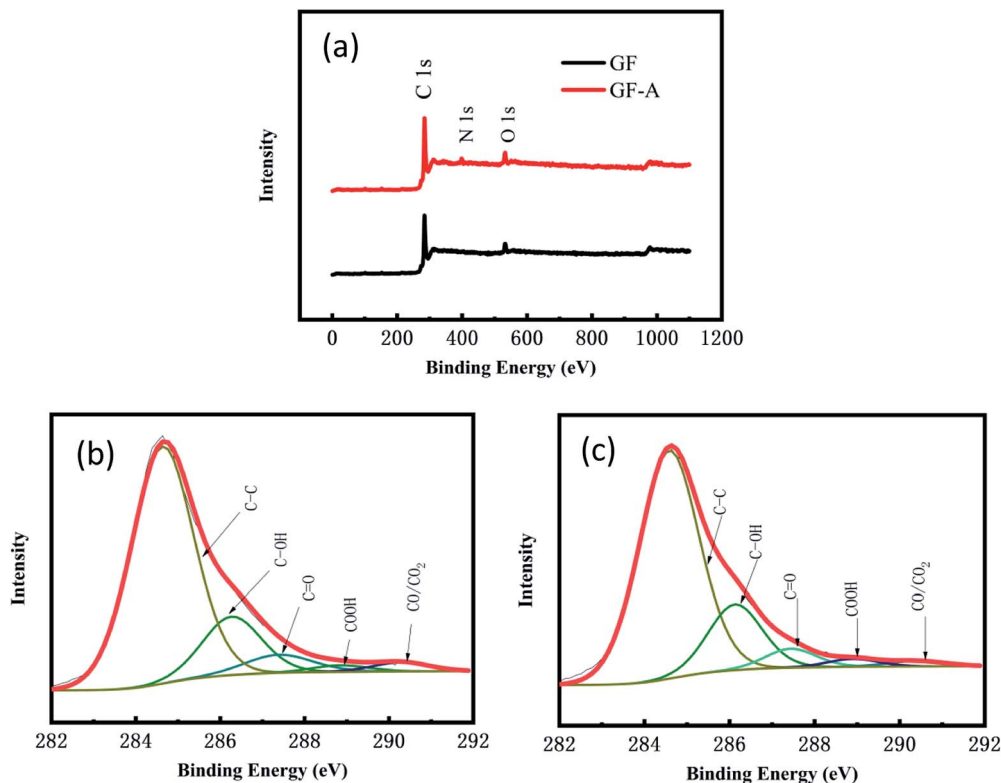 (a)
GF
GF-A
C 1s
N 1s
O 1s
Intensity
0 200 400 600 800 1000 1200
Binding Energy (eV)
(b)
C-C
C-OH
C=O
COOH
CO/CO₂
Intensity
282 284 286 288 290 292
Binding Energy (eV)
(c)
C-C
C-OH
C=O
COOH
CO/CO₂
Intensity
282 284 286 288 290 292
Binding Energy (eV)